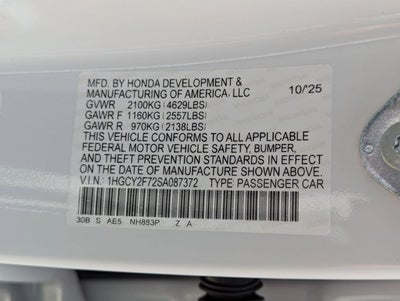 MFD. BY HONDA DEVELOPMENT &
MANUFACTURING OF AMERICA, LLC 10/'25
GVWR 2100KG (4629LBS)
GAWR F 1160KG (2557LBS)
GAWR R 970KG (2138LBS)
THIS VEHICLE CONFORMS TO ALL APPLICABLE
FEDERAL MOTOR VEHICLE SAFETY, BUMPER,
AND THEFT PREVENTION STANDARDS IN EFFECT
ON THE DATE OF MANUFACTURE SHOWN ABOVE.
V.I.N.: 1HGCY2F72SA087372 TYPE: PASSENGER CAR
30B S AE5 NH883P Z A